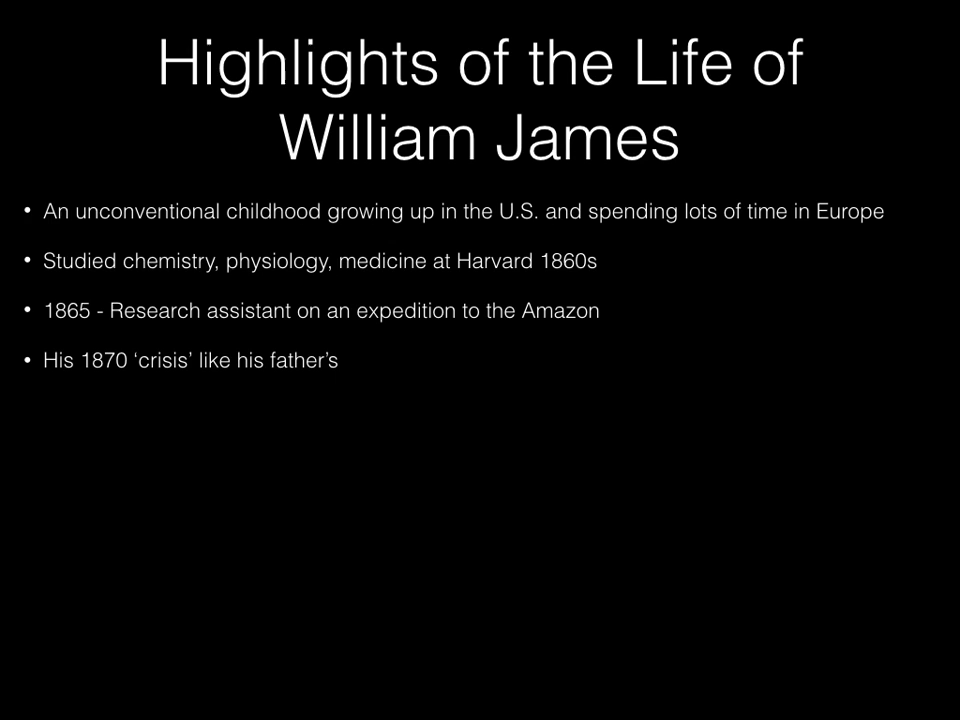 Highlights of the Life of
William James
• An unconventional childhood growing up in the U.S. and spending lots of time in Europe
• Studied chemistry, physiology, medicine at Harvard 1860s
• 1865 - Research assistant on an expedition to the Amazon
• His 1870 ‘crisis’ like his father’s